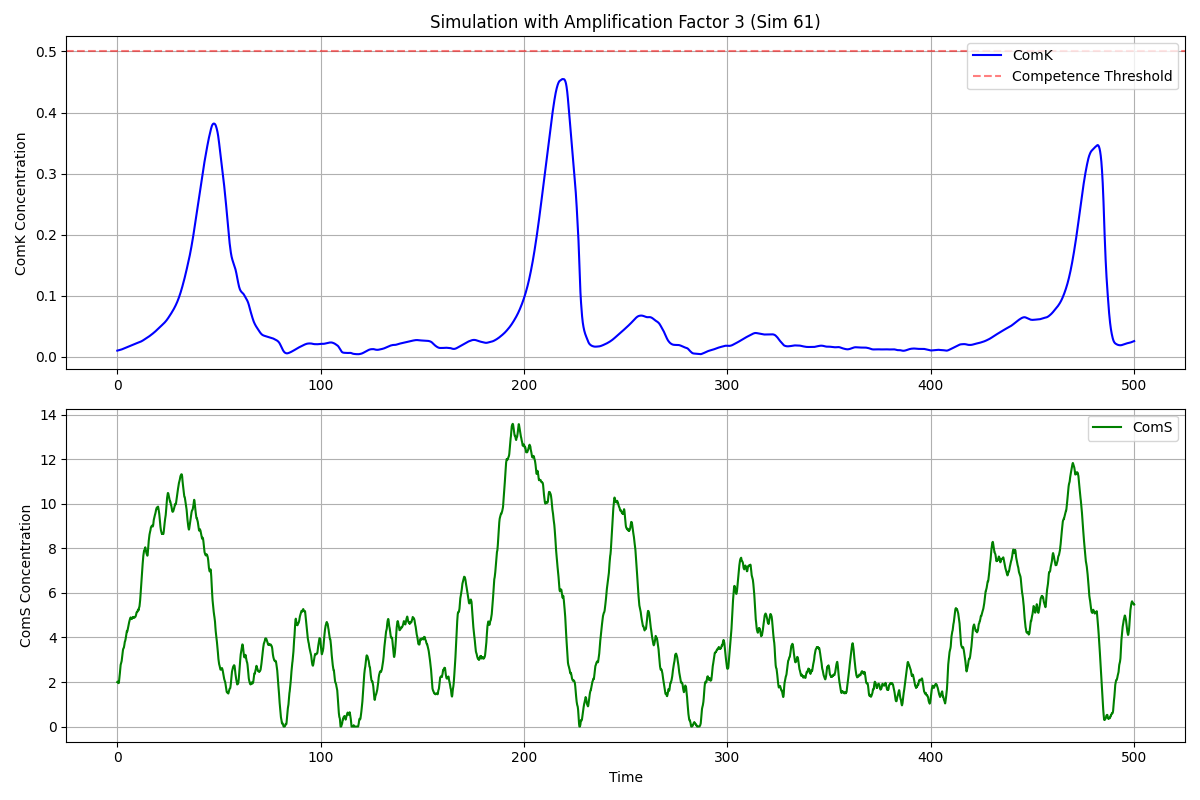 Simulation with Amplification Factor 3 (Sim 61)
ComK Concentration
0.5
0.4
0.3
0.2
0.1
0.0
ComK
Competence Threshold
0 100 200 300 400 500
ComS Concentration
14
12
10
8
6
4
2
0
ComS
0 100 200 300 400 500
Time